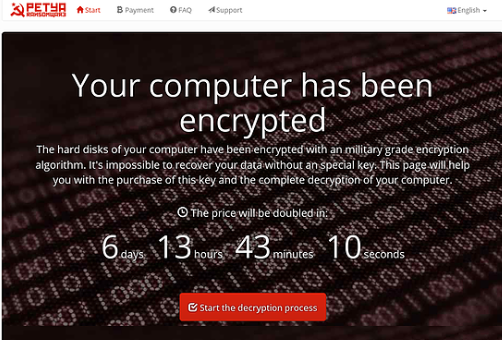 PETYA RANSOMWARE
Start Payment FAQ Support English
Your computer has been
encrypted
The hard disks of your computer have been encrypted with an military grade encryption
algorithm. It's impossible to recover your data without an special key. This page will help
you with the purchase of this key and the complete decryption of your computer.
The price will be doubled in:
6 days 13 hours 43 minutes 10 seconds
Start the decryption process